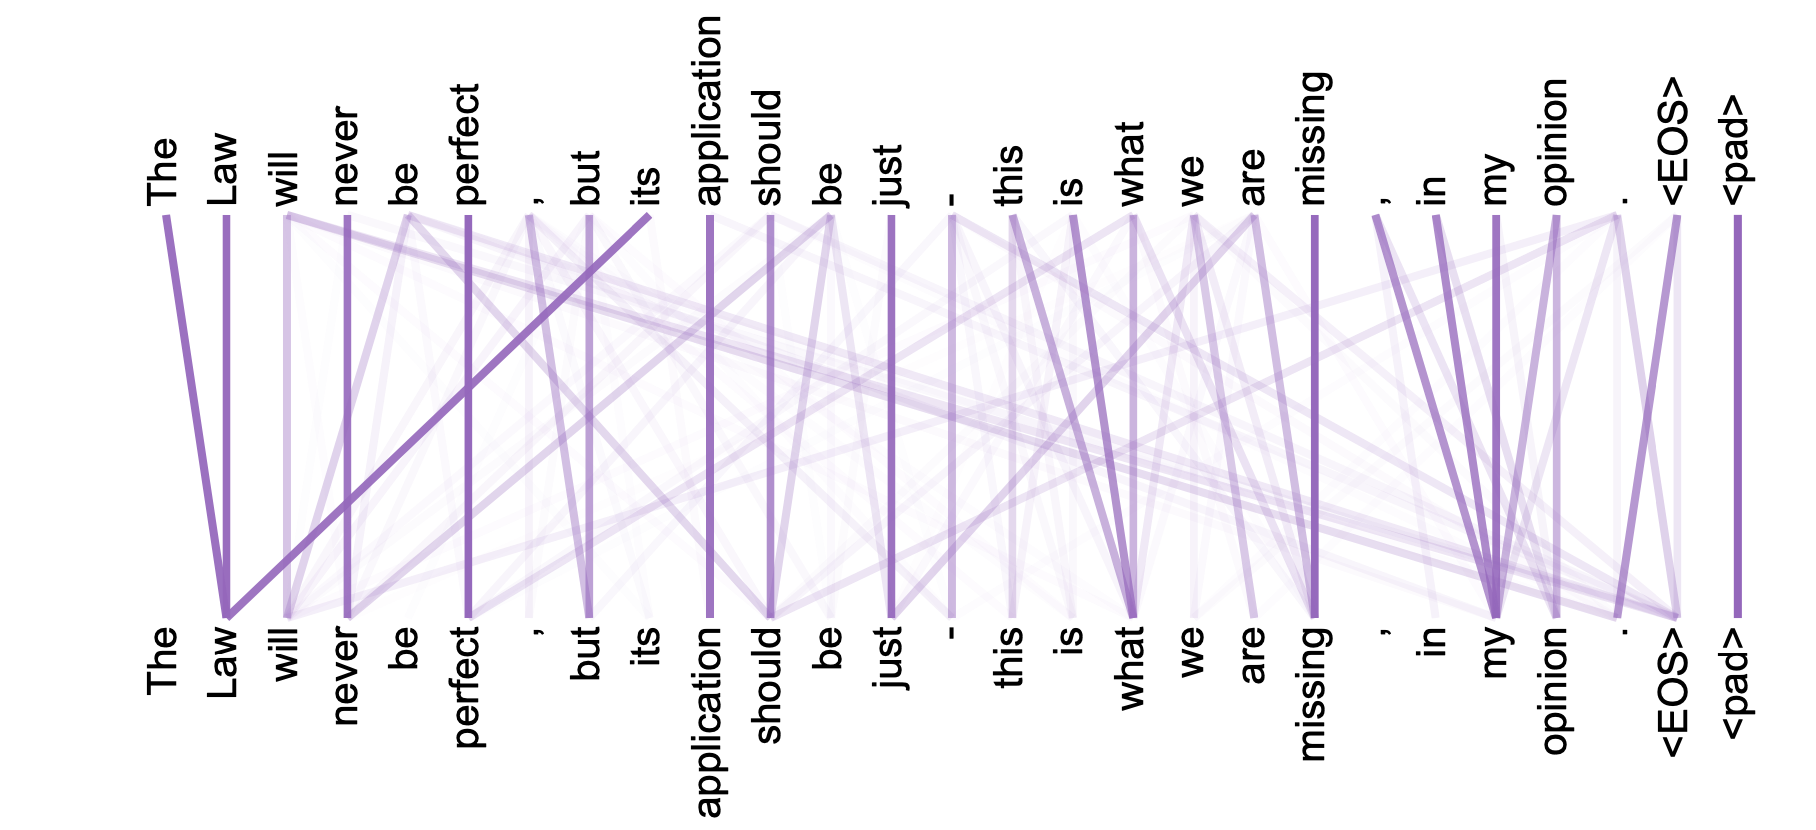 The Law will never be perfect , but its application should be just - this is what we are missing , in my opinion . <EOS> <pad>
The Law will never be perfect , but its application should be just - this is what we are missing , in my opinion . <EOS> <pad>